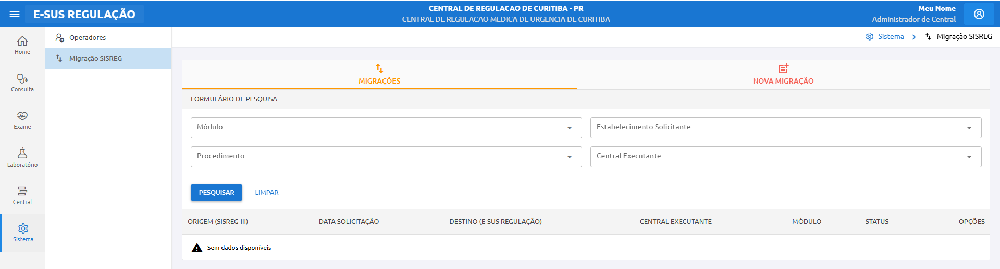 E-SUS REGULAÇÃO
CENTRAL DE REGULACAO DE CURITIBA - PR
CENTRAL DE REGULACAO MEDICA DE URGENCIA DE CURITIBA
Meu Nome
Administrador de Central
Home
Consulta
Exame
Laboratório
Central
Sistema
Operadores
Migração SISREG
Sistema > Migração SISREG
MIGRAÇÕES
NOVA MIGRAÇÃO
FORMULÁRIO DE PESQUISA
Módulo
Estabelecimento Solicitante
Procedimento
Central Executante
PESQUISAR
LIMPAR
ORIGEM (SISREG-III) DATA SOLICITAÇÃO DESTINO (E-SUS REGULAÇÃO) CENTRAL EXECUTANTE MÓDULO STATUS OPÇÕES
Sem dados disponíveis